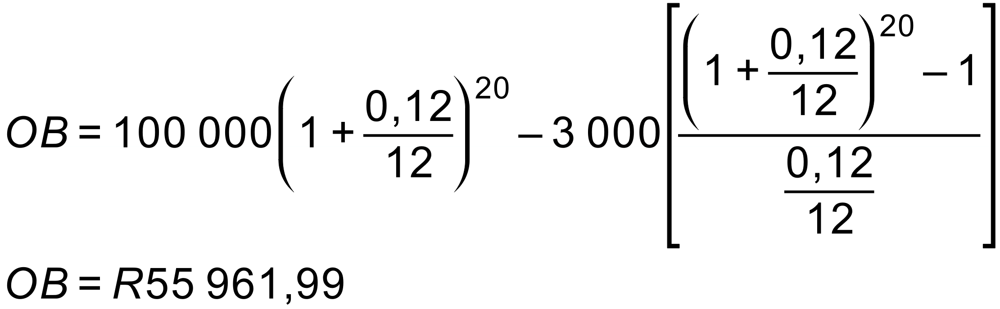 OB = 100 000(1 + 0,12/12)^20 – 3 000[((1 + 0,12/12)^20 – 1)/(0,12/12)]
OB = R55 961,99